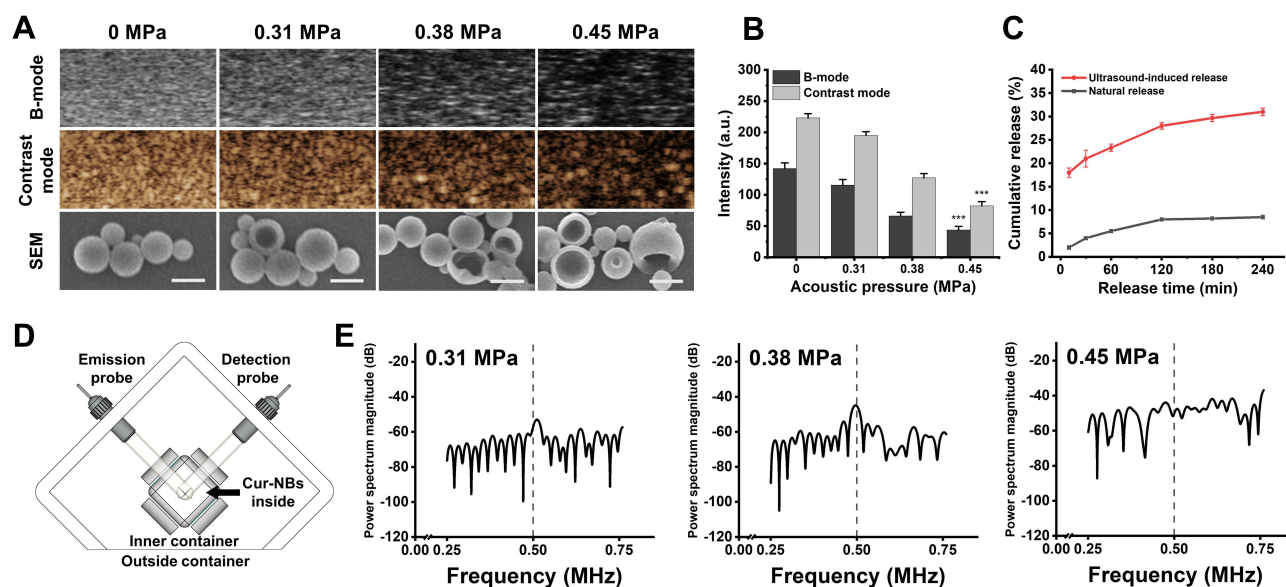 A
0 MPa
0.31 MPa
0.38 MPa
0.45 MPa
B-mode
Contrast
mode
SEM
B
B-mode
Contrast mode
300
250
200
150
100
50
0
Intensity (a.u.)
***
***
0
0.31
0.38
0.45
Acoustic pressure (MPa)
C
Ultrasound-induced release
Natural release
40
35
30
25
20
15
10
5
0
Cumulative release (%)
0
60
120
180
240
Release time (min)
D
Emission
probe
Detection
probe
Cur-NBs
inside
Inner container
Outside container
E
0.31 MPa
-20
-40
-60
-80
-100
-120
Power spectrum magnitude (dB)
0.00
0.25
0.50
0.75
Frequency (MHz)
0.38 MPa
-20
-40
-60
-80
-100
-120
Power spectrum magnitude (dB)
0.00
0.25
0.50
0.75
Frequency (MHz)
0.45 MPa
-20
-40
-60
-80
-100
-120
Power spectrum magnitude (dB)
0.00
0.25
0.50
0.75
Frequency (MHz)